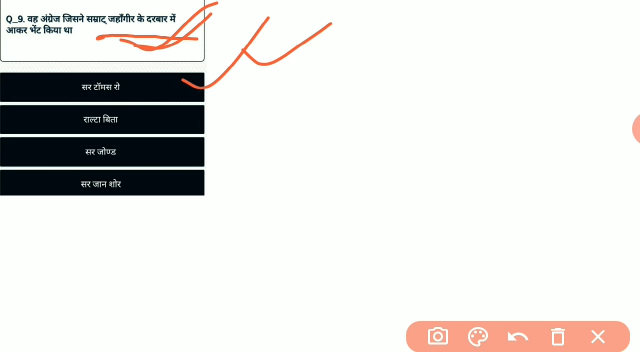 Q_9. वह अंग्रेज जिसने सम्राट् जहाँगीर के दरबार में
आकर भेंट किया था
सर टॉमस रो
राल्टा बिता
सर जोण्ड
सर जान शोर